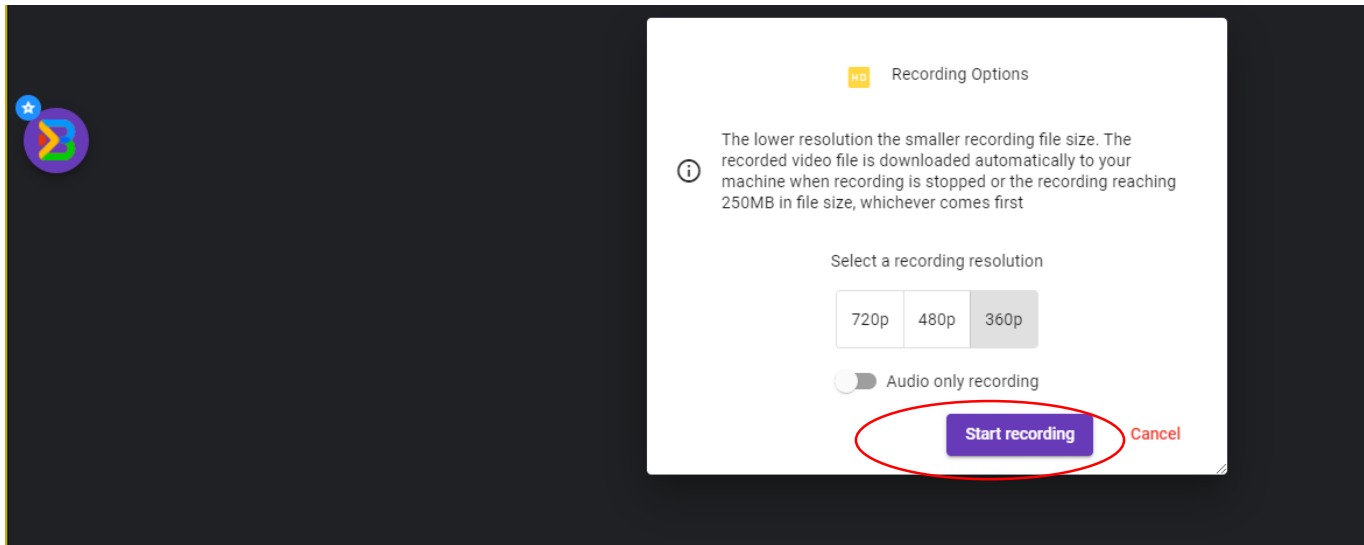 HD Recording Options
The lower resolution the smaller recording file size. The
recorded video file is downloaded automatically to your
machine when recording is stopped or the recording reaching
250MB in file size, whichever comes first
Select a recording resolution
720p 480p 360p
Audio only recording
Start recording Cancel